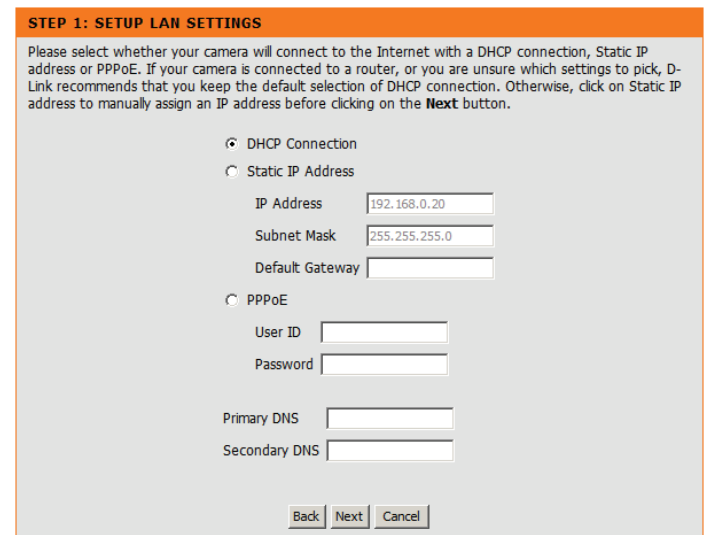 STEP 1: SETUP LAN SETTINGS
Please select whether your camera will connect to the Internet with a DHCP connection, Static IP
address or PPPoE. If your camera is connected to a router, or you are unsure which settings to pick, D-
Link recommends that you keep the default selection of DHCP connection. Otherwise, click on Static IP
address to manually assign an IP address before clicking on the Next button.
DHCP Connection
Static IP Address
IP Address 192.168.0.20
Subnet Mask 255.255.255.0
Default Gateway
PPPoE
User ID
Password
Primary DNS
Secondary DNS
Back Next Cancel